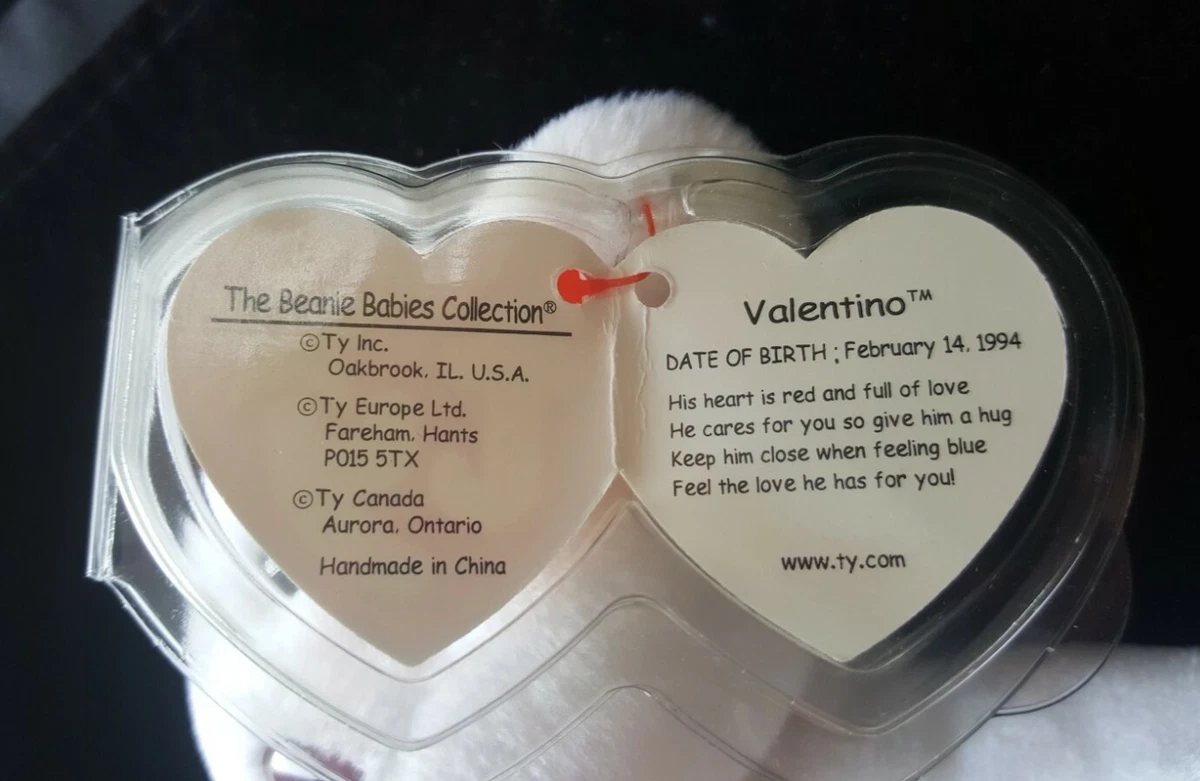 The Beanie Babies Collection®
©Ty Inc.
Oakbrook, IL. U.S.A.
©Ty Europe Ltd.
Fareham, Hants
PO15 5TX
©Ty Canada
Aurora, Ontario
Handmade in China
Valentino™
DATE OF BIRTH ; February 14, 1994
His heart is red and full of love
He cares for you so give him a hug
Keep him close when feeling blue
Feel the love he has for you!
www.ty.com